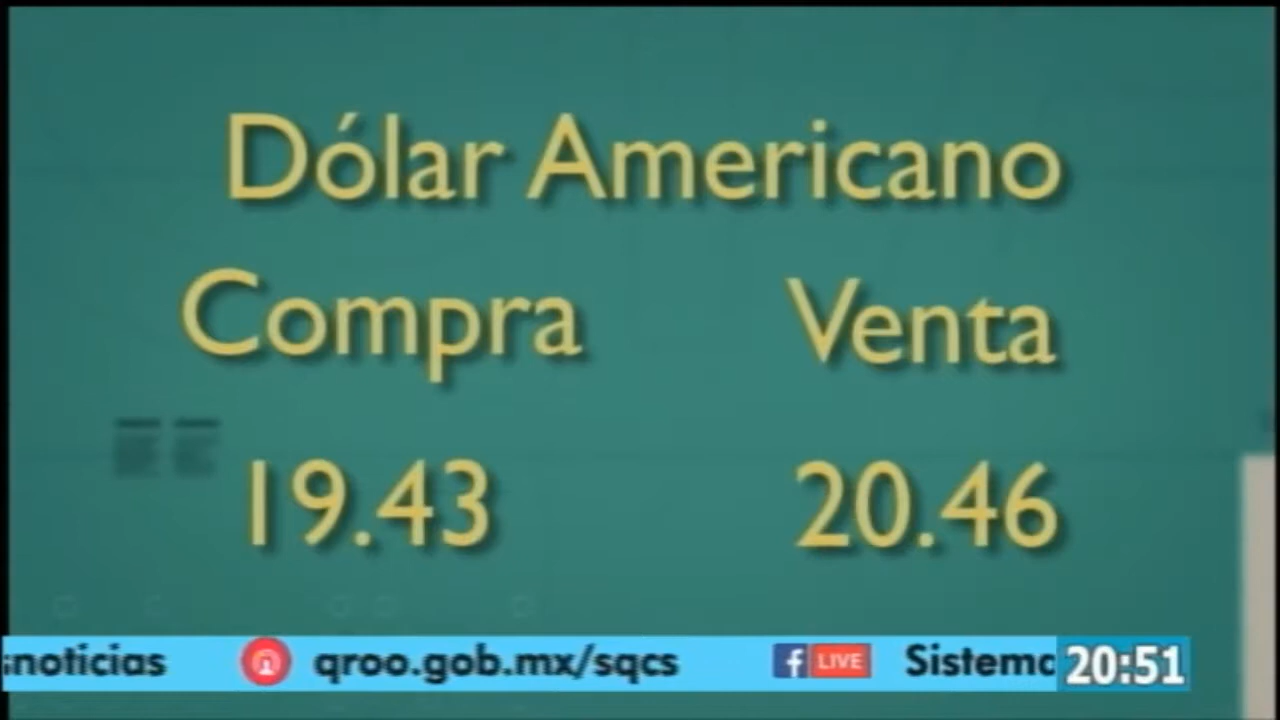 Dólar Americano
Compra Venta
19.43 20.46
noticias qroo.gob.mx/sqcs f LIVE Sistema 20:51